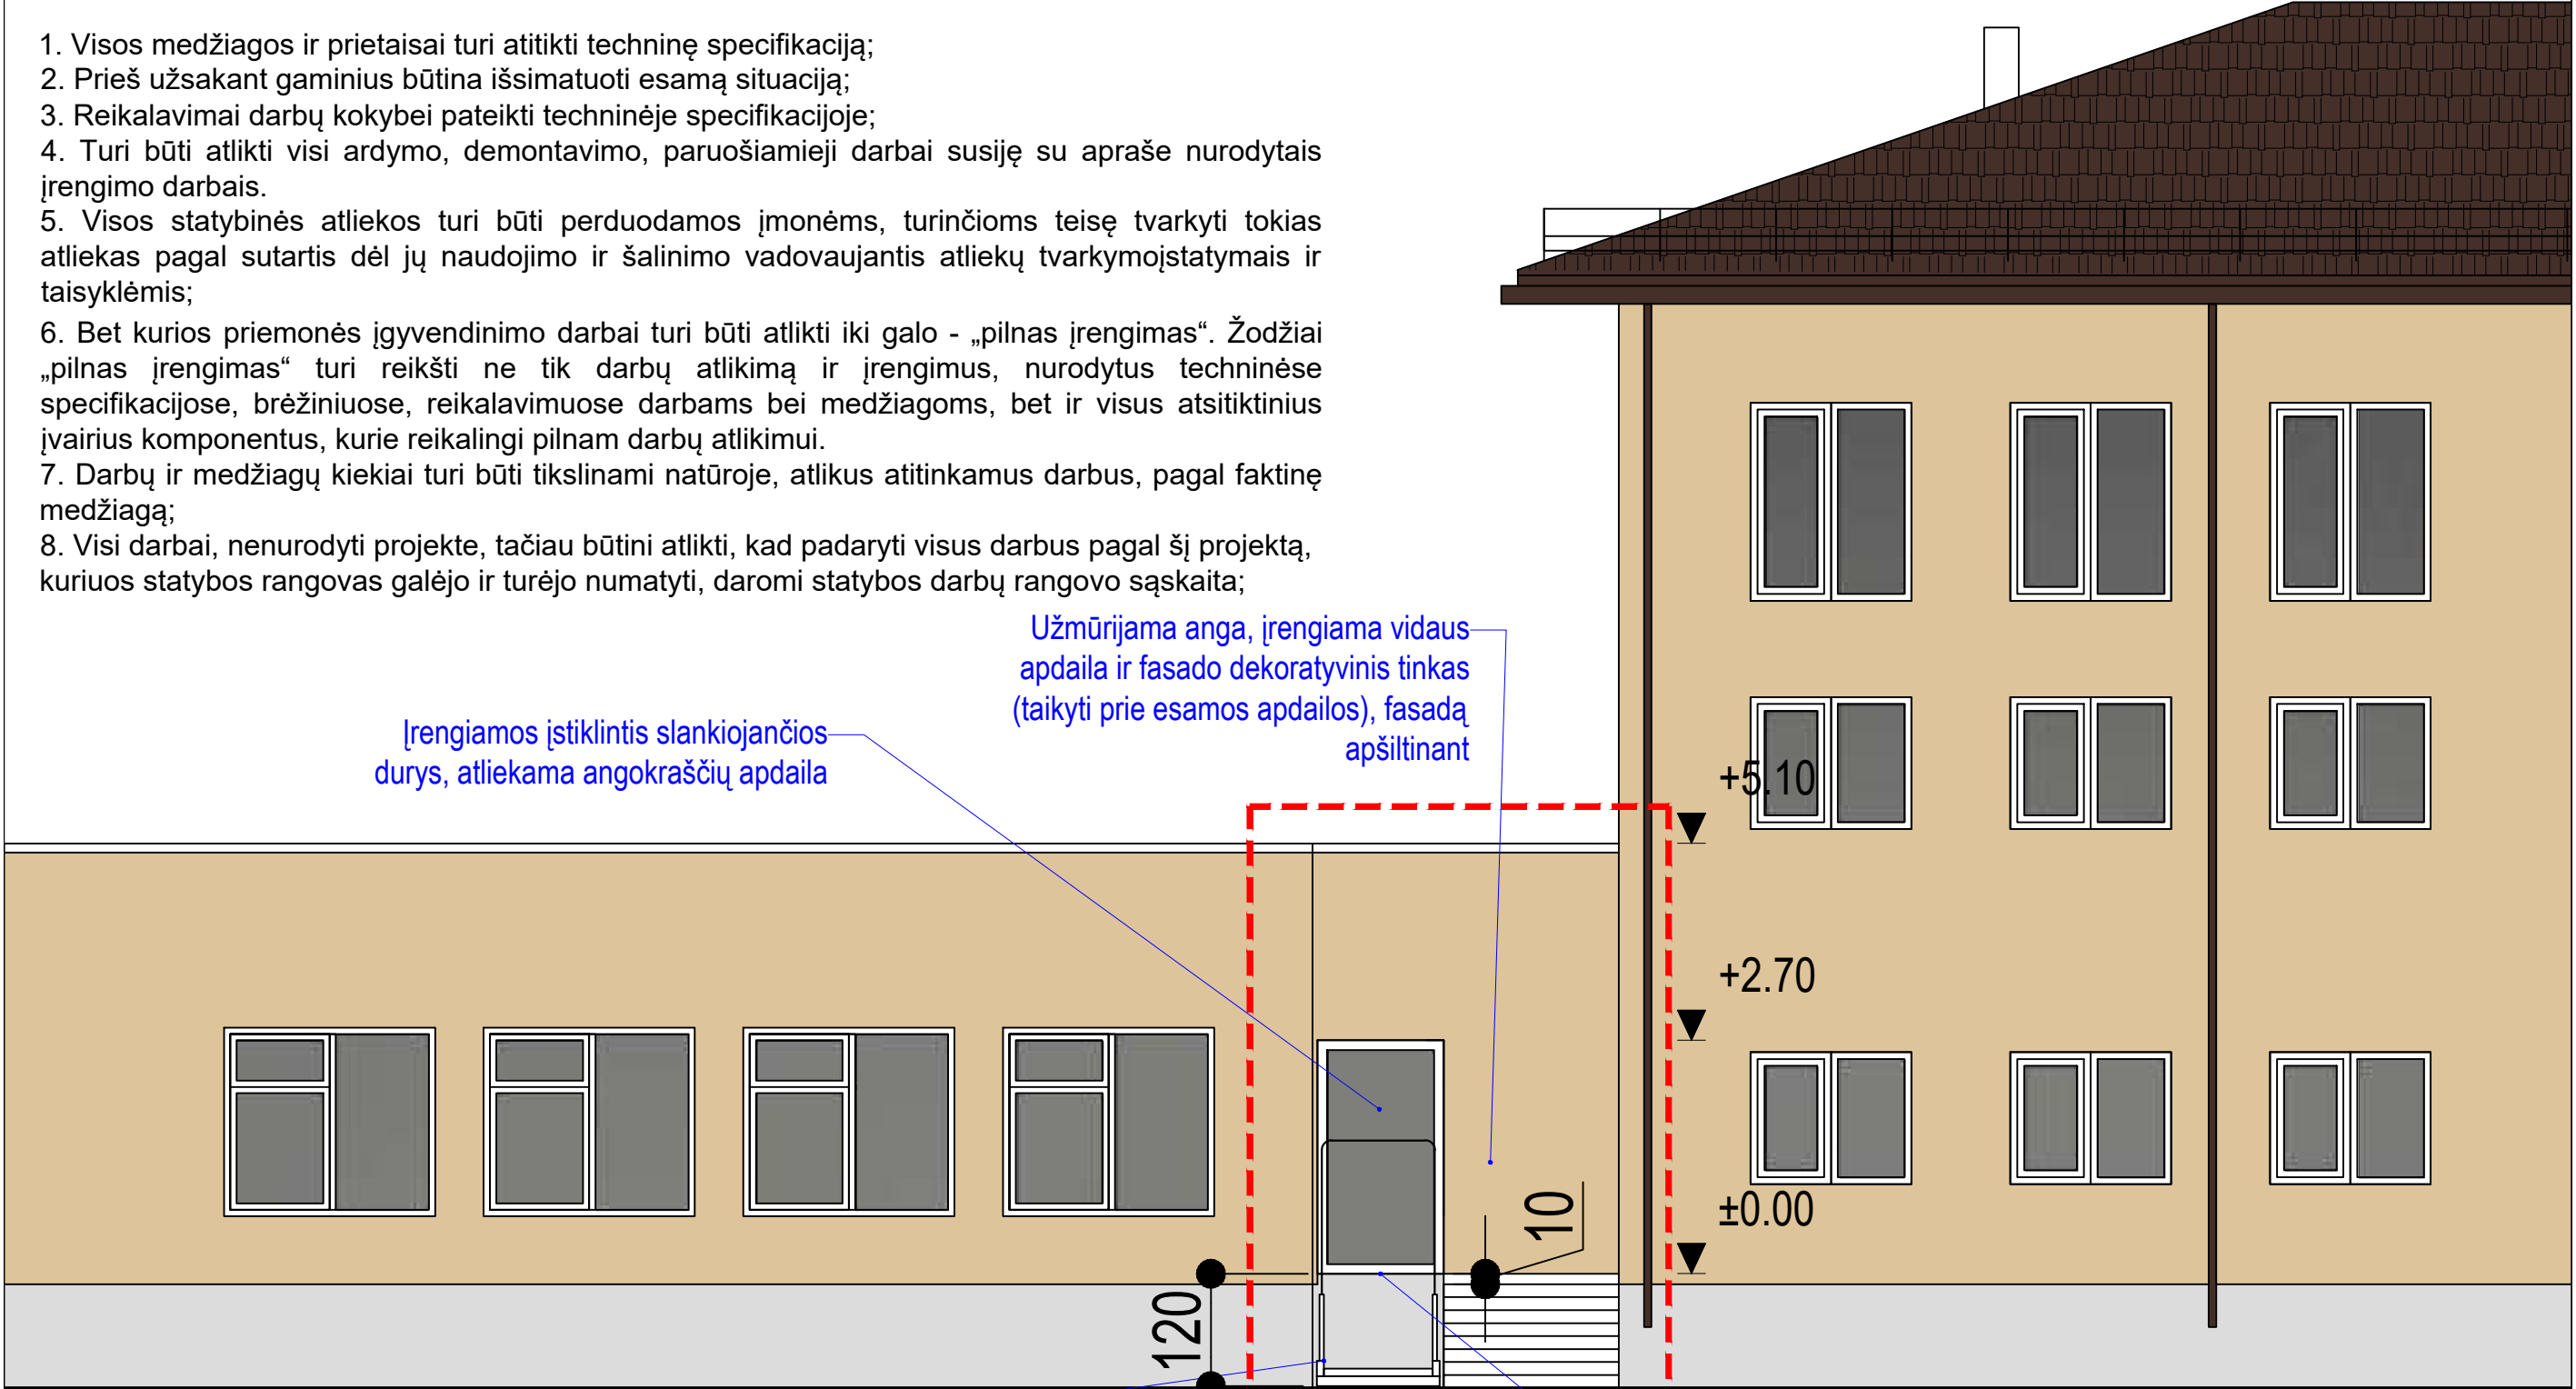 1. Visos medžiagos ir prietaisai turi atitikti techninę specifikaciją;
2. Prieš užsakant gaminius būtina išsimatuoti esamą situaciją;
3. Reikalavimai darbų kokybei pateikti techninėje specifikacijoje;
4. Turi būti atlikti visi ardymo, demontavimo, paruošiamieji darbai susiję su apraše nurodytais
įrengimo darbais.
5. Visos statybinės atliekos turi būti perduodamos įmonėms, turinčioms teisę tvarkyti tokias
atliekas pagal sutartis dėl jų naudojimo ir šalinimo vadovaujantis atliekų tvarkymoįstatymais ir
taisyklėmis;
6. Bet kurios priemonės įgyvendinimo darbai turi būti atlikti iki galo - „pilnas įrengimas“. Žodžiai
„pilnas įrengimas“ turi reikšti ne tik darbų atlikimą ir įrengimus, nurodytus techninėse
specifikacijose, brėžiniuose, reikalavimuose darbams bei medžiagoms, bet ir visus atsitiktinius
įvairius komponentus, kurie reikalingi pilnam darbų atlikimui.
7. Darbų ir medžiagų kiekiai turi būti tikslinami natūroje, atlikus atitinkamus darbus, pagal faktinę
medžiagą;
8. Visi darbai, nenurodyti projekte, tačiau būtini atlikti, kad padaryti visus darbus pagal šį projektą,
kuriuos statybos rangovas galėjo ir turėjo numatyti, daromi statybos darbų rangovo sąskaita;
Užmūrijama anga, įrengiama vidaus
apdaila ir fasado dekoratyvinis tinkas
(taikyti prie esamos apdailos), fasadą
apšiltinant
Įrengiamos įstiklintis slankiojančios
durys, atliekama angokraščių apdaila
+5.10
+2.70
±0.00
10
120